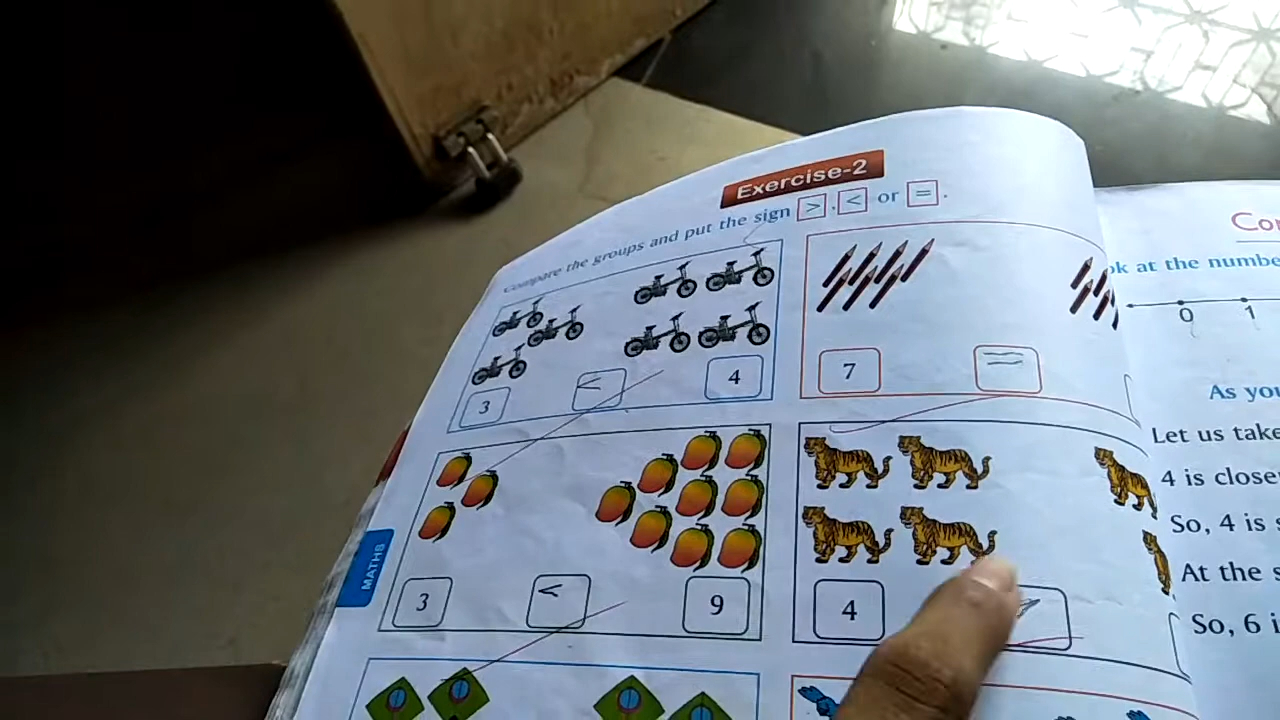 Exercise-2
Compare the groups and put the sign > , < or = .
3 < 4
7 =
3 < 9
4
MATHS
ok at the numbe
0 1
As you
Let us take
4 is close
So, 4 is
At the s
So, 6 i